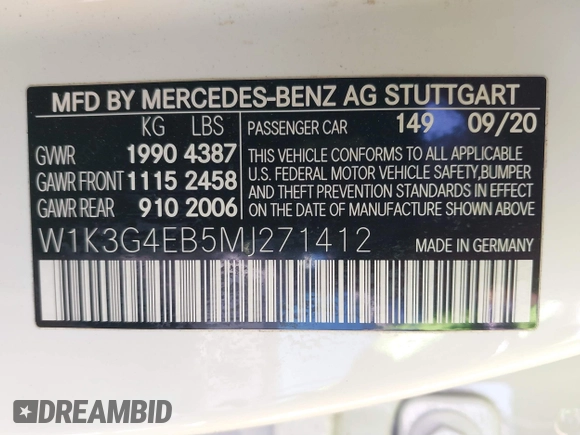 MFD BY MERCEDES-BENZ AG STUTTGART
KG LBS
GVWR 1990 4387
GAWR FRONT 1115 2458
GAWR REAR 910 2006
PASSENGER CAR 149 09/20
THIS VEHICLE CONFORMS TO ALL APPLICABLE
U.S. FEDERAL MOTOR VEHICLE SAFETY,BUMPER
AND THEFT PREVENTION STANDARDS IN EFFECT
ON THE DATE OF MANUFACTURE SHOWN ABOVE.
W1K3G4EB5MJ271412
MADE IN GERMANY
DREAMBID